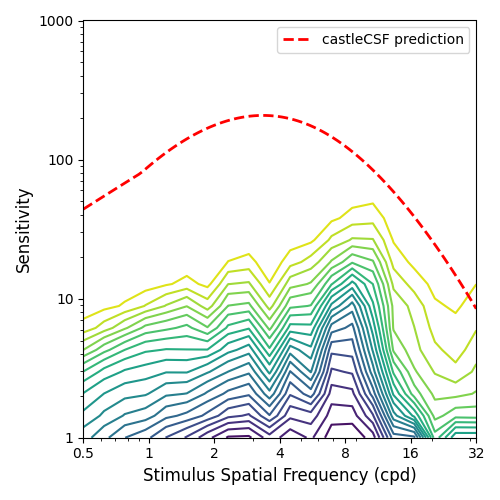 1000
castleCSF prediction
100
Sensitivity
10
1
0.5 1 2 4 8 16 32
Stimulus Spatial Frequency (cpd)